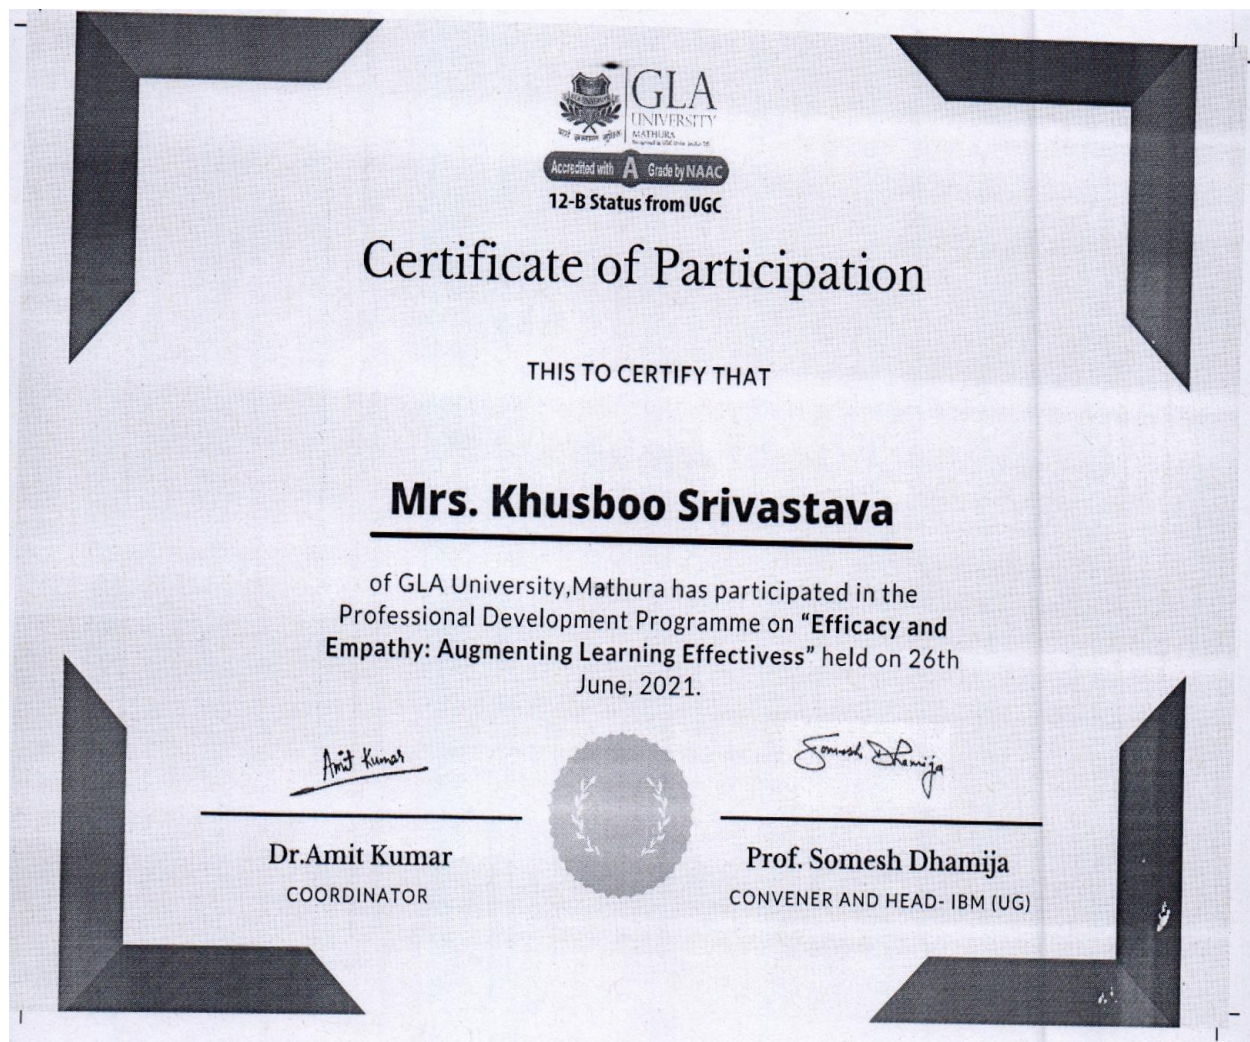 GLA
UNIVERSITY
MATHURA
Accredited with A Grade by NAAC
12-B Status from UGC
Certificate of Participation
THIS TO CERTIFY THAT
Mrs. Khusboo Srivastava
of GLA University,Mathura has participated in the
Professional Development Programme on “Efficacy and
Empathy: Augmenting Learning Effectivess” held on 26th
June, 2021.
Amit Kumar
Somesh Dhamija
Dr.Amit Kumar
COORDINATOR
Prof. Somesh Dhamija
CONVENER AND HEAD- IBM (UG)